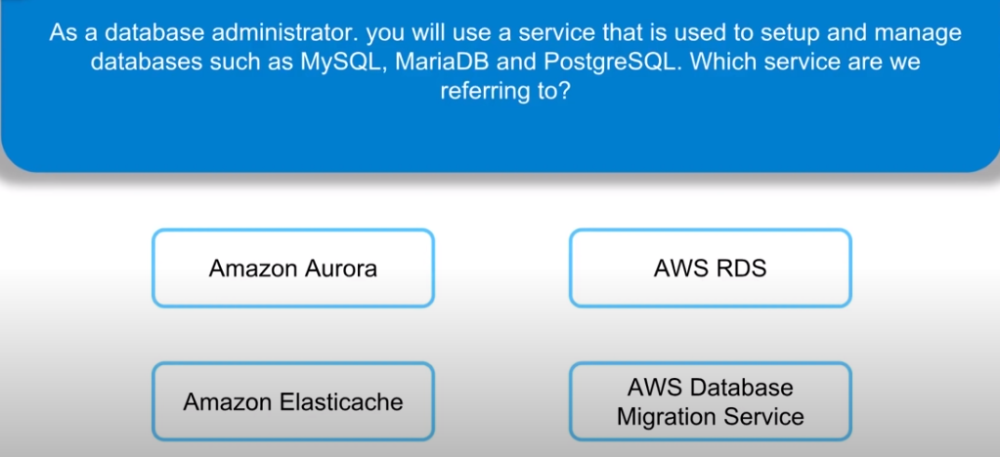 As a database administrator. you will use a service that is used to setup and manage
databases such as MySQL, MariaDB and PostgreSQL. Which service are we
referring to?
Amazon Aurora
AWS RDS
Amazon Elasticache
AWS Database
Migration Service